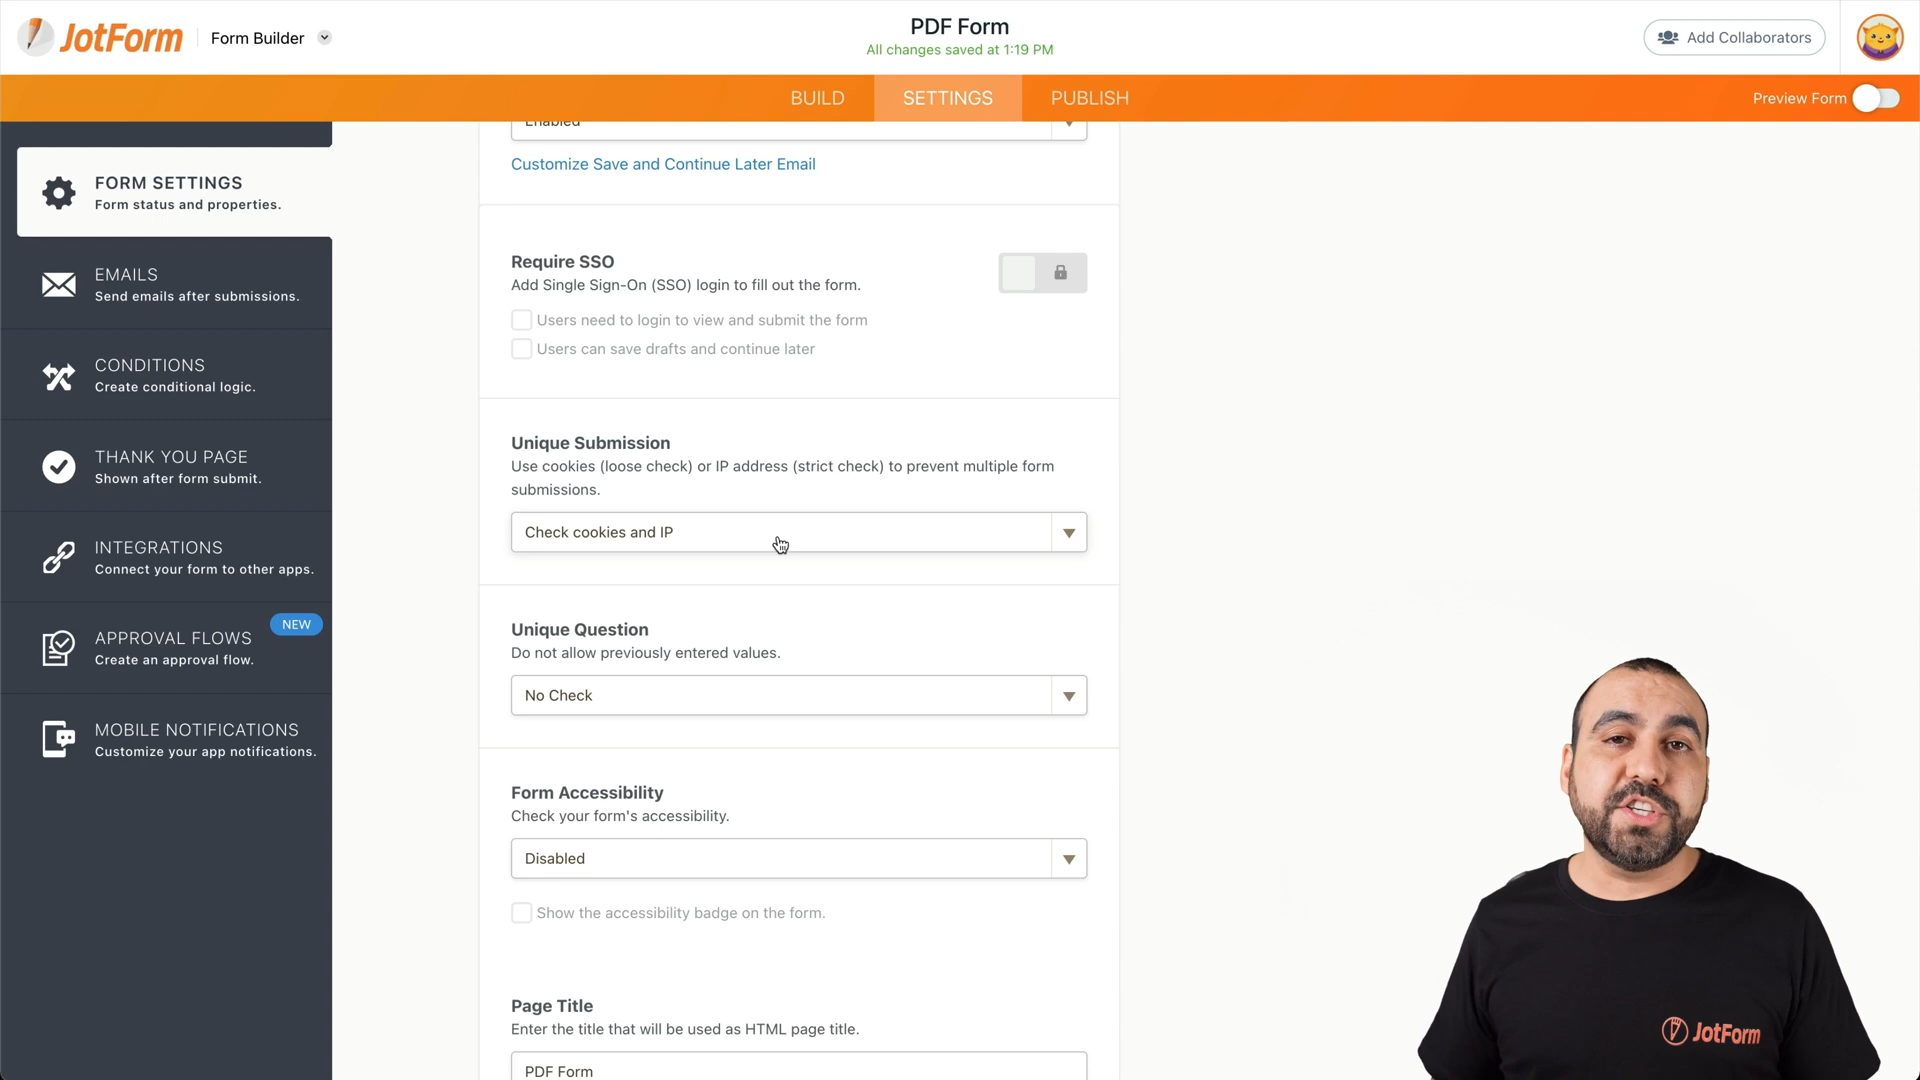 JotForm
Form Builder
PDF Form
All changes saved at 1:19 PM
Add Collaborators
BUILD
SETTINGS
PUBLISH
Preview Form
FORM SETTINGS
Form status and properties.
EMAILS
Send emails after submissions.
CONDITIONS
Create conditional logic.
THANK YOU PAGE
Shown after form submit.
INTEGRATIONS
Connect your form to other apps.
APPROVAL FLOWS
NEW
Create an approval flow.
MOBILE NOTIFICATIONS
Customize your app notifications.
Enabled
Customize Save and Continue Later Email
Require SSO
Add Single Sign-On (SSO) login to fill out the form.
Users need to login to view and submit the form
Users can save drafts and continue later
Unique Submission
Use cookies (loose check) or IP address (strict check) to prevent multiple form
submissions.
Check cookies and IP
Unique Question
Do not allow previously entered values.
No Check
Form Accessibility
Check your form's accessibility.
Disabled
Show the accessibility badge on the form.
Page Title
Enter the title that will be used as HTML page title.
PDF Form
JotForm